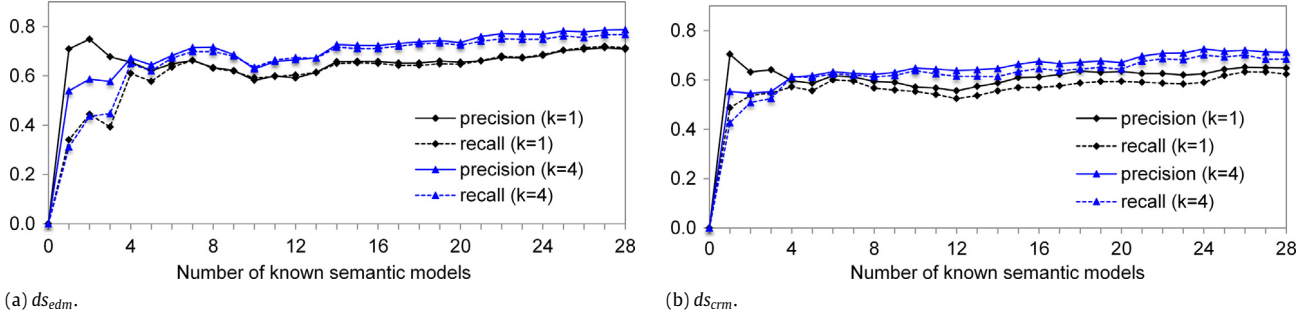 0.8
0.6
0.4
0.2
0.0
precision (k=1)
recall (k=1)
precision (k=4)
recall (k=4)
0 4 8 12 16 20 24 28
Number of known semantic models
(a) ds_edm.
0.8
0.6
0.4
0.2
0.0
precision (k=1)
recall (k=1)
precision (k=4)
recall (k=4)
0 4 8 12 16 20 24 28
Number of known semantic models
(b) ds_crm.